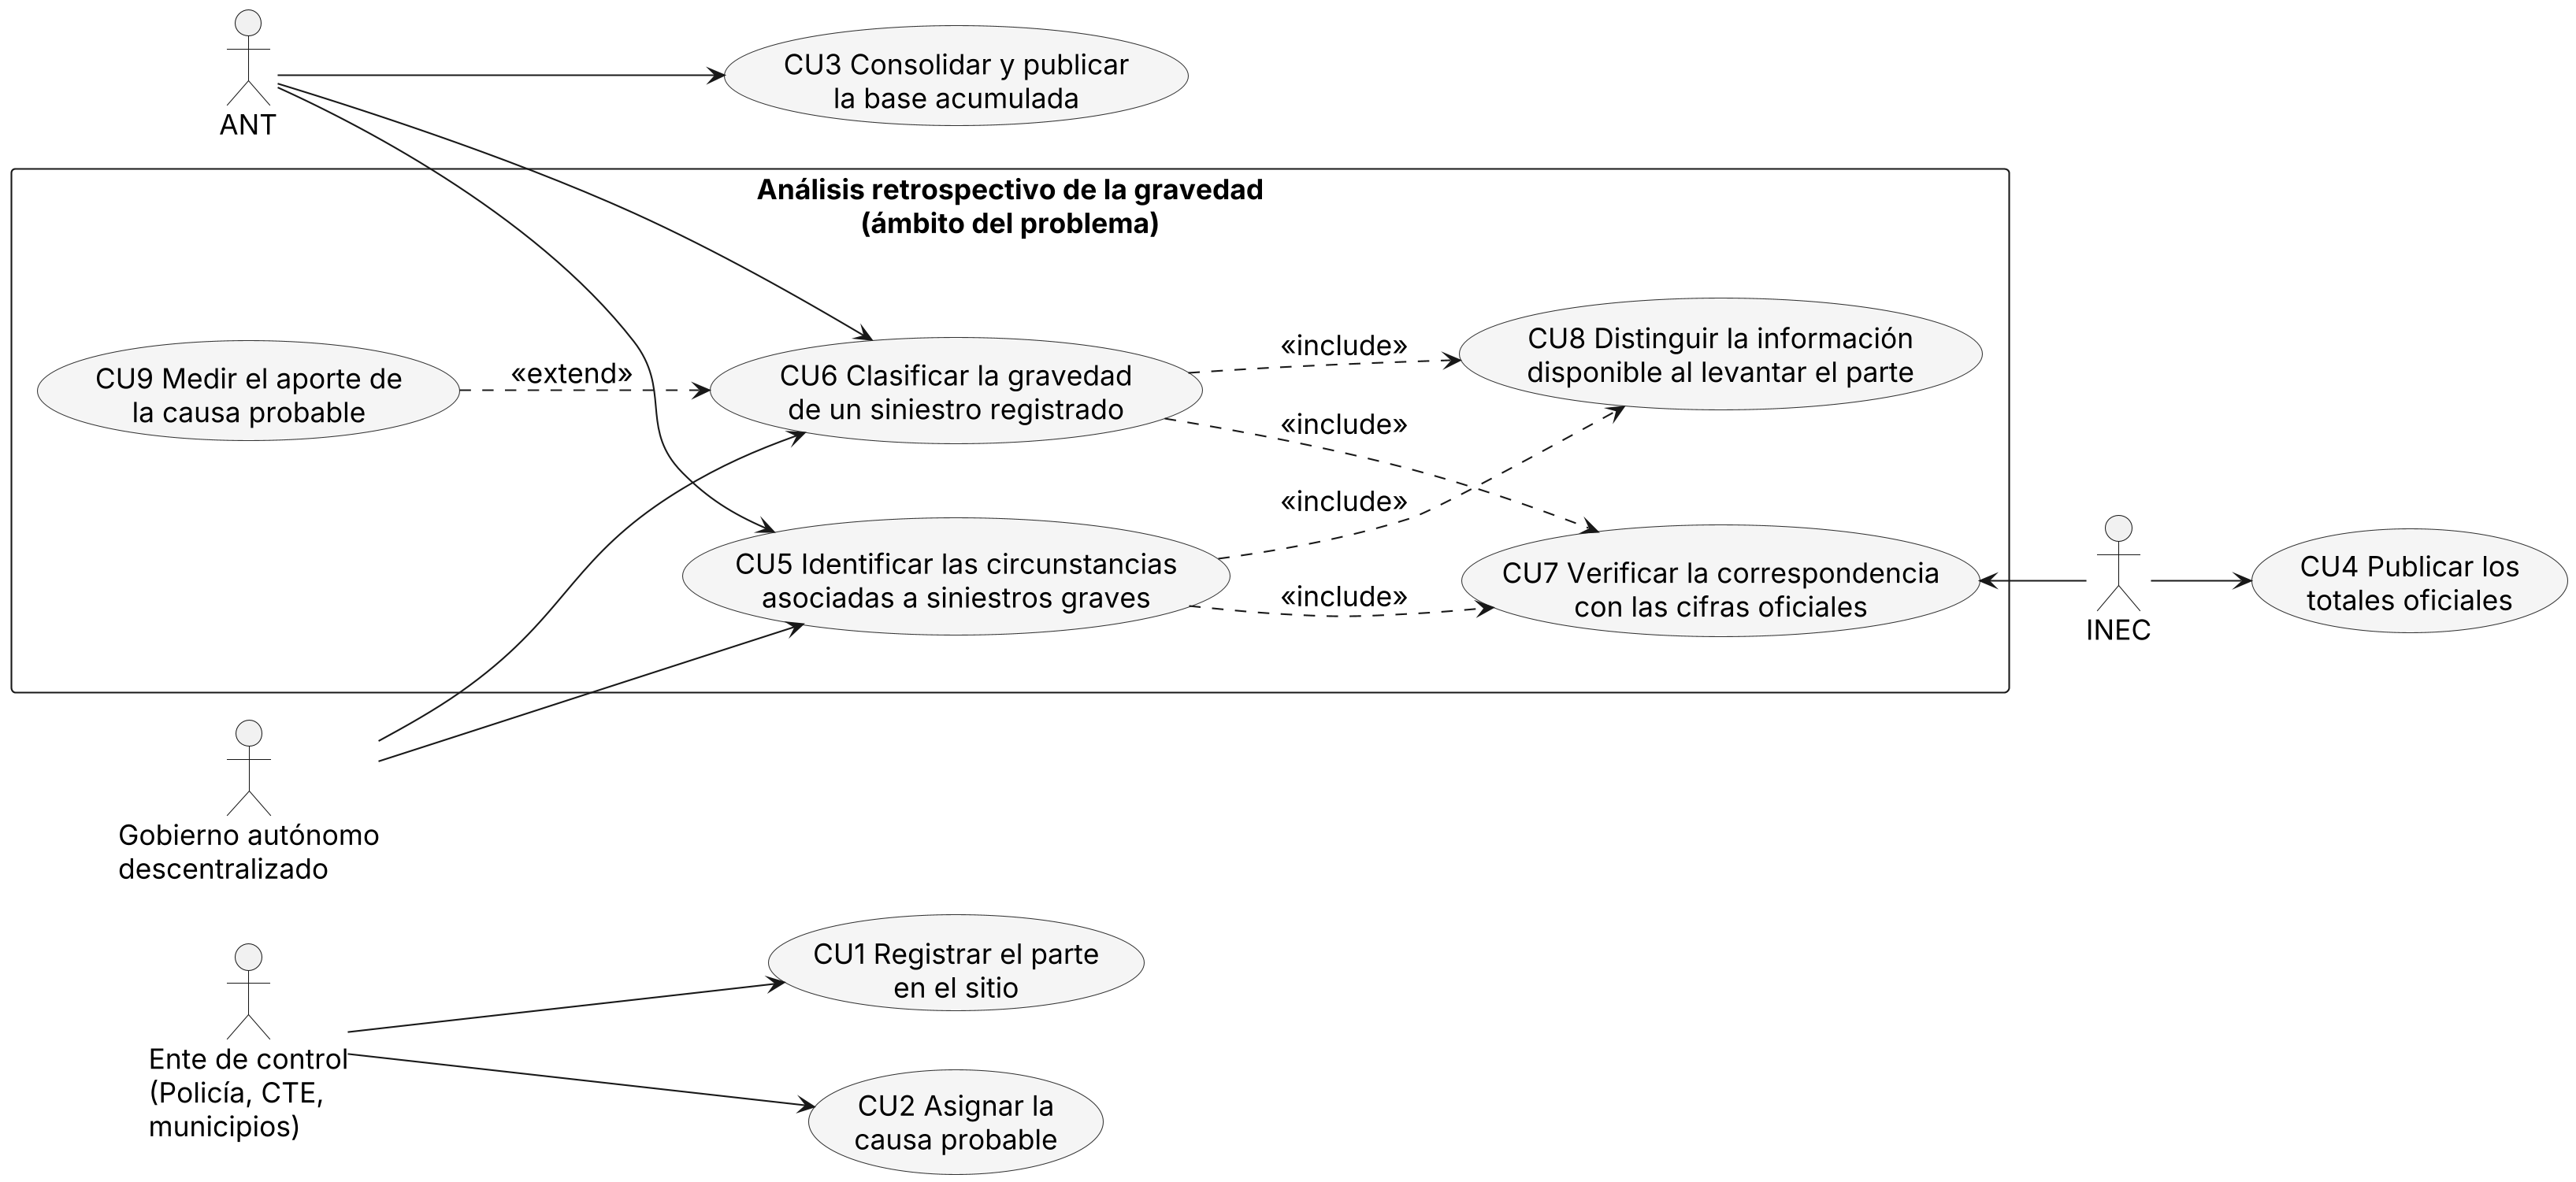 ANT
CU3 Consolidar y publicar
la base acumulada
Análisis retrospectivo de la gravedad
(ámbito del problema)
CU9 Medir el aporte de
la causa probable
«extend»
CU6 Clasificar la gravedad
de un siniestro registrado
«include»
CU8 Distinguir la información
disponible al levantar el parte
«include»
«include»
CU5 Identificar las circunstancias
asociadas a siniestros graves
«include»
CU7 Verificar la correspondencia
con las cifras oficiales
INEC
CU4 Publicar los
totales oficiales
Gobierno autónomo
descentralizado
Ente de control
(Policía, CTE,
municipios)
CU1 Registrar el parte
en el sitio
CU2 Asignar la
causa probable